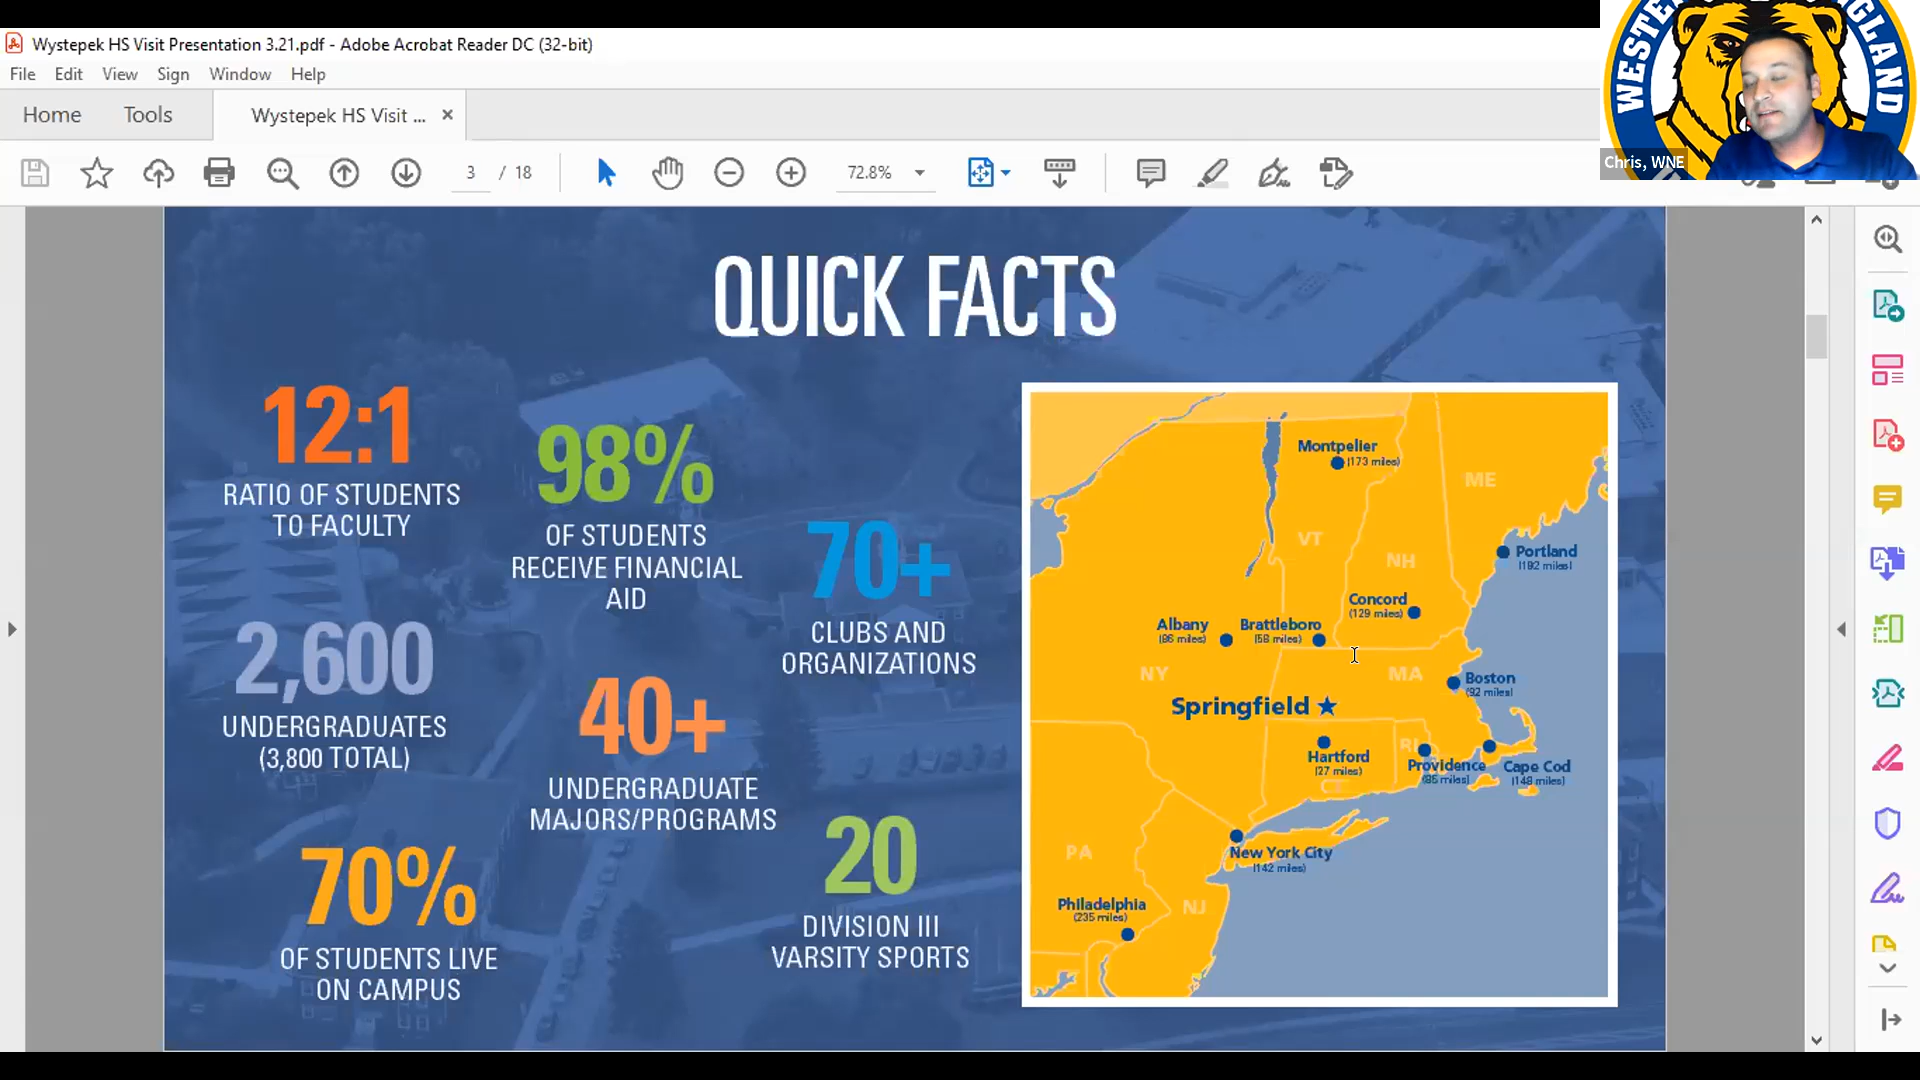 Wystepek HS Visit Presentation 3.21.pdf - Adobe Acrobat Reader DC (32-bit)
File Edit View Sign Window Help
Home Tools Wystepek HS Visit ... ×
3 / 18 72.8%
WESTE
GLAND
Chris, WNE
QUICK FACTS
12:1
RATIO OF STUDENTS
TO FACULTY
98%
OF STUDENTS
RECEIVE FINANCIAL
AID
70+
CLUBS AND
ORGANIZATIONS
2,600
UNDERGRADUATES
(3,800 TOTAL)
40+
UNDERGRADUATE
MAJORS/PROGRAMS
70%
OF STUDENTS LIVE
ON CAMPUS
20
DIVISION III
VARSITY SPORTS
Montpelier
(173 miles)
ME
VT
NH
Portland
(192 miles)
Concord
(129 miles)
Albany
(86 miles)
Brattleboro
(58 miles)
NY
MA
Boston
(92 miles)
Springfield
Hartford
(27 miles)
RI
Providence
(85 miles)
Cape Cod
(148 miles)
New York City
(142 miles)
PA
Philadelphia
(235 miles)
NJ